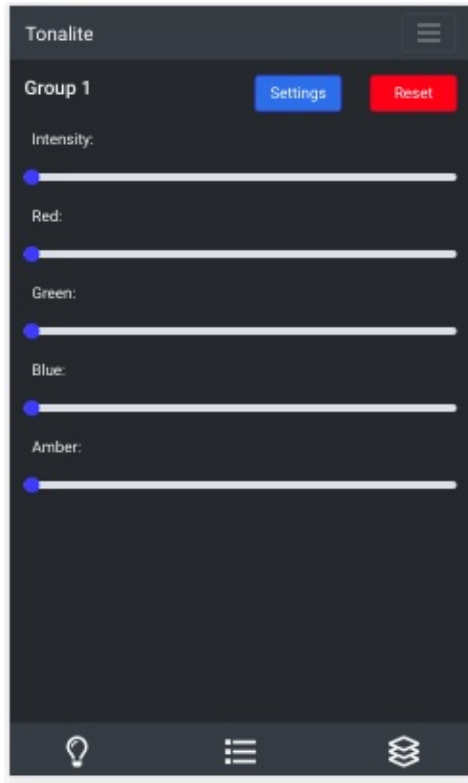 Tonalite
Group 1 Settings Reset
Intensity:
Red:
Green:
Blue:
Amber: